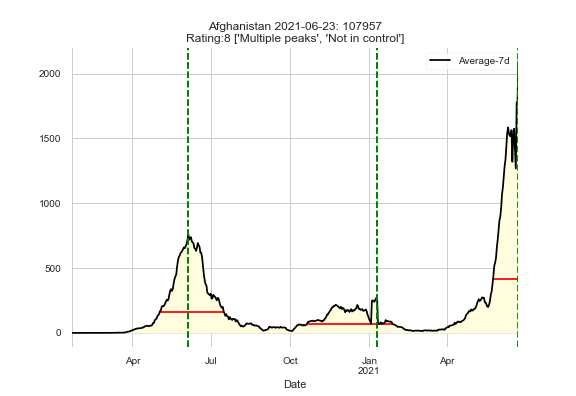 Afghanistan 2021-06-23: 107957
Rating:8 ['Multiple peaks', 'Not in control']
Average-7d
2000
1500
1000
500
0
Apr Jul Oct Jan Apr
2021
Date